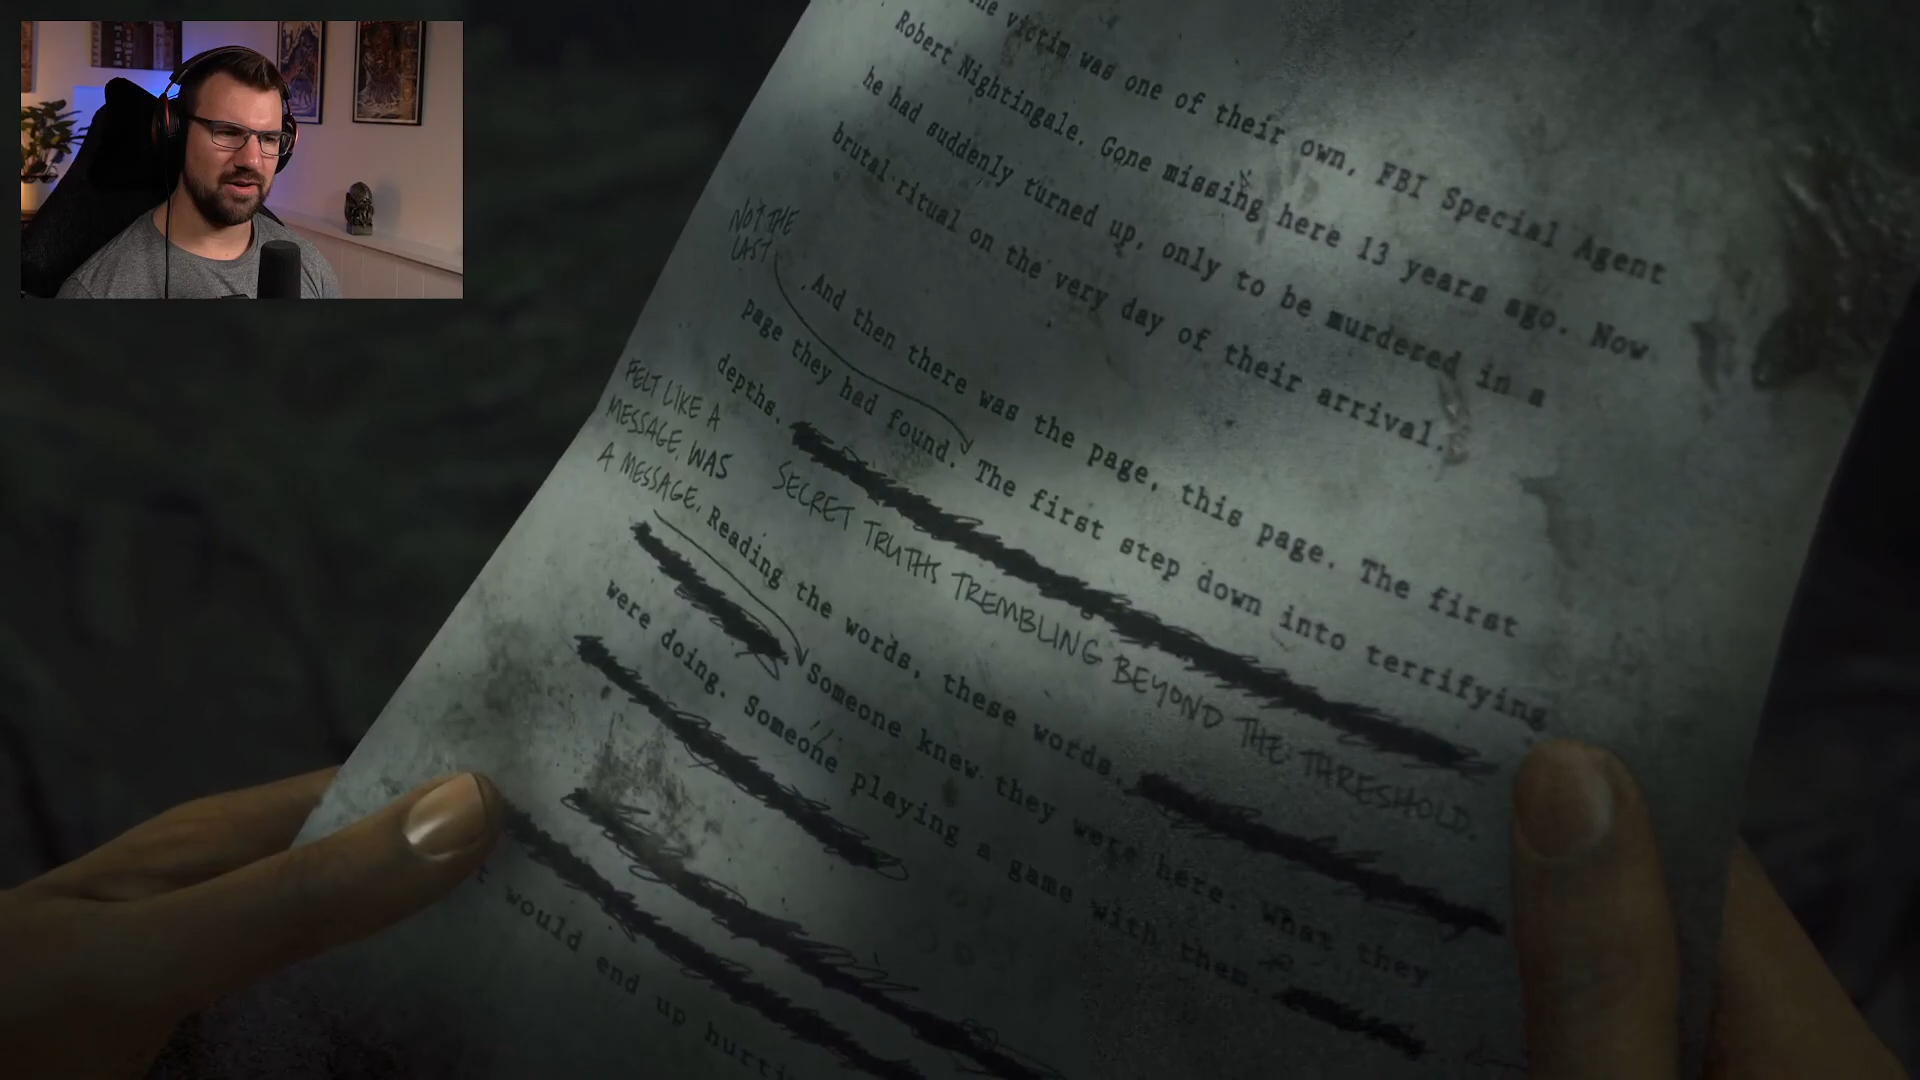 he victim was one of their own, FBI Special Agent
Robert Nightingale. Gone missing here 13 years ago. Now
he had suddenly turned up, only to be murdered in a
brutal ritual on the very day of their arrival.
NOT THE
LAST
And then there was the page, this page. The first
page they had found. The first step down into terrifying
depths.
SECRET TRUTHS TREMBLING BEYOND THE THRESHOLD.
FELT LIKE A
MESSAGE, WAS
A MESSAGE.
Reading the words, these words.
Someone knew they were here. What they
were doing. Someone playing a game with them.
would end up hurti